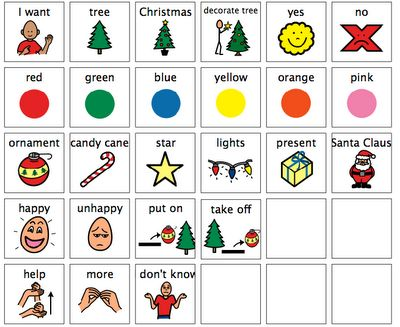 I want tree Christmas decorate tree yes no
red green blue yellow orange pink
ornament candy cane star lights present Santa Claus
happy unhappy put on take off
help more don't know